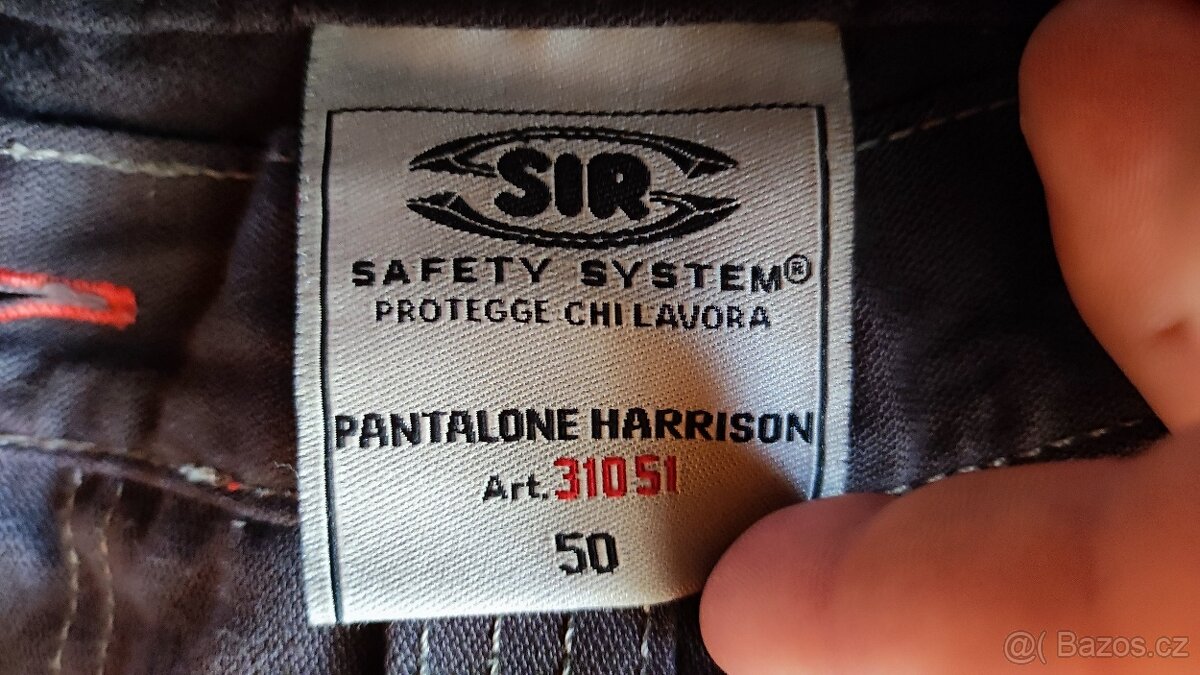 SIR
SAFETY SYSTEM®
PROTEGGE CHI LAVORA
PANTALONE HARRISON
Art. 31051
50
@( Bazos.cz